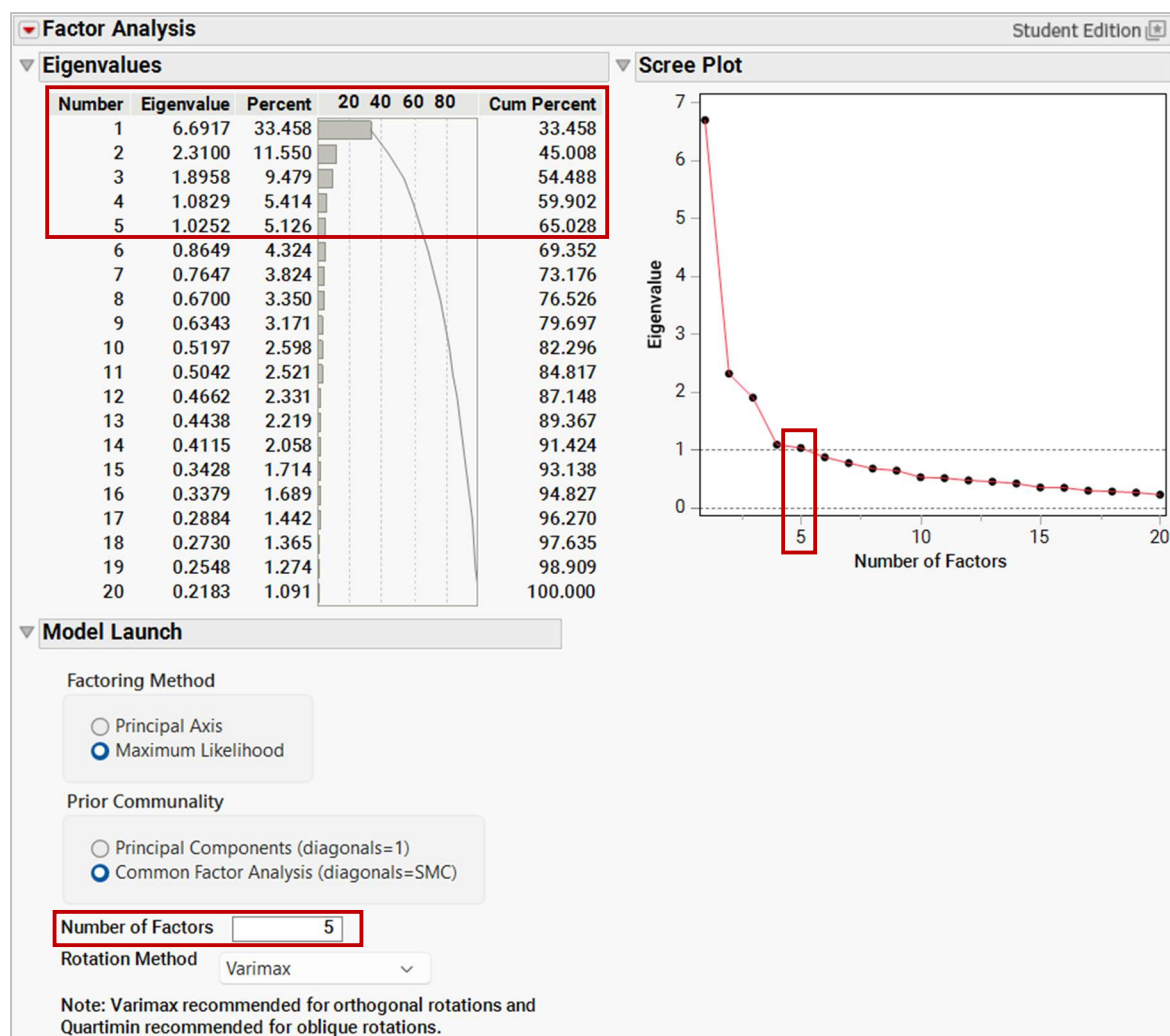 Factor Analysis
Student Edition
Eigenvalues
Number Eigenvalue Percent 20 40 60 80 Cum Percent
1 6.6917 33.458 33.458
2 2.3100 11.550 45.008
3 1.8958 9.479 54.488
4 1.0829 5.414 59.902
5 1.0252 5.126 65.028
6 0.8649 4.324 69.352
7 0.7647 3.824 73.176
8 0.6700 3.350 76.526
9 0.6343 3.171 79.697
10 0.5197 2.598 82.296
11 0.5042 2.521 84.817
12 0.4662 2.331 87.148
13 0.4438 2.219 89.367
14 0.4115 2.058 91.424
15 0.3428 1.714 93.138
16 0.3379 1.689 94.827
17 0.2884 1.442 96.270
18 0.2730 1.365 97.635
19 0.2548 1.274 98.909
20 0.2183 1.091 100.000
Scree Plot
7
6
5
4
3
2
1
0
Eigenvalue
5 10 15 20
Number of Factors
Model Launch
Factoring Method
Principal Axis
Maximum Likelihood
Prior Communality
Principal Components (diagonals=1)
Common Factor Analysis (diagonals=SMC)
Number of Factors 5
Rotation Method Varimax
Note: Varimax recommended for orthogonal rotations and
Quartimin recommended for oblique rotations.